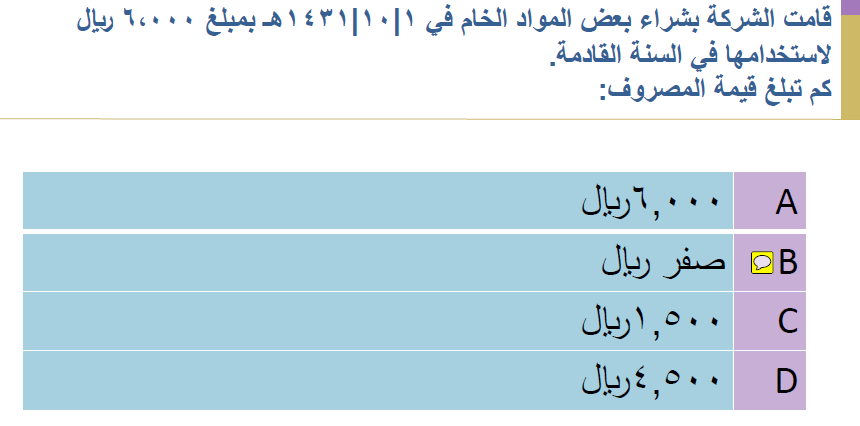 قامت الشركة بشراء بعض المواد الخام في ١|١٠|١٤٣١هـ بمبلغ ٦،٠٠٠ ريال
لاستخدامها في السنة القادمة.
كم تبلغ قيمة المصروف:
A ٦,٠٠٠ريال
B صفر ريال
C ١,٥٠٠ريال
D ٤,٥٠٠ريال